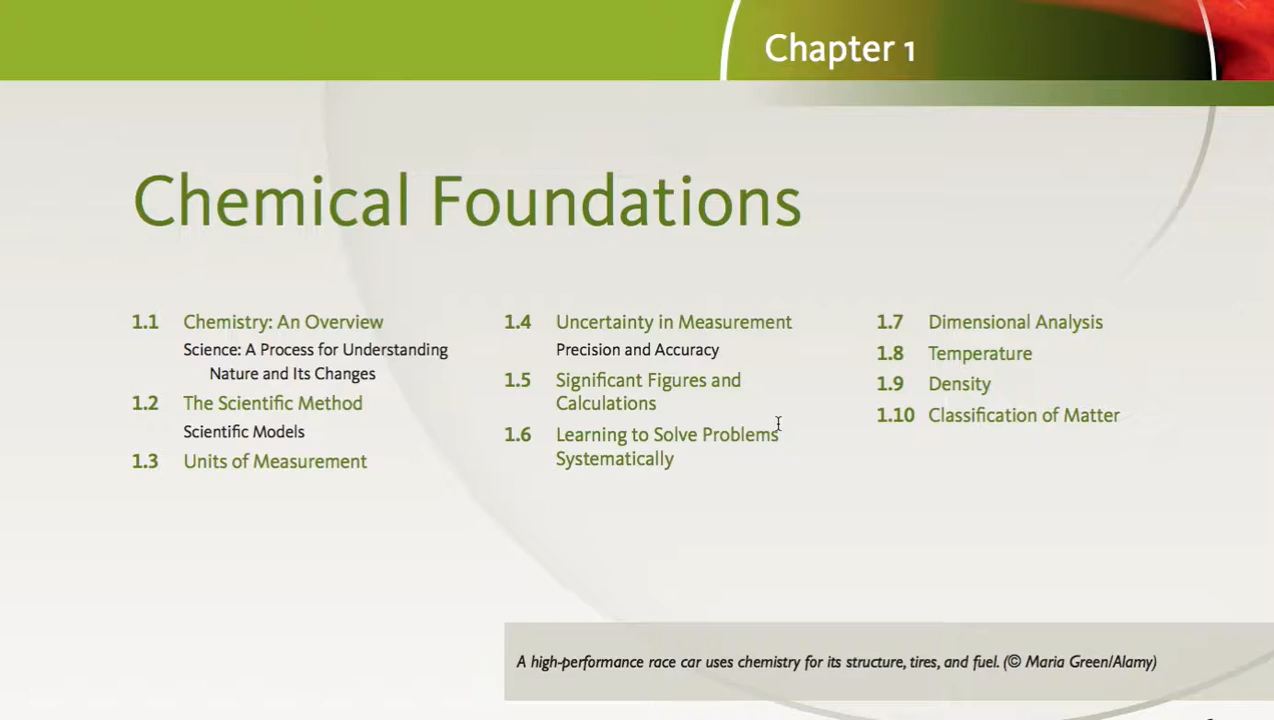 Chapter 1
Chemical Foundations
1.1 Chemistry: An Overview
Science: A Process for Understanding
Nature and Its Changes
1.2 The Scientific Method
Scientific Models
1.3 Units of Measurement
1.4 Uncertainty in Measurement
Precision and Accuracy
1.5 Significant Figures and
Calculations
1.6 Learning to Solve Problems
Systematically
1.7 Dimensional Analysis
1.8 Temperature
1.9 Density
1.10 Classification of Matter
A high-performance race car uses chemistry for its structure, tires, and fuel. (© Maria Green/Alamy)